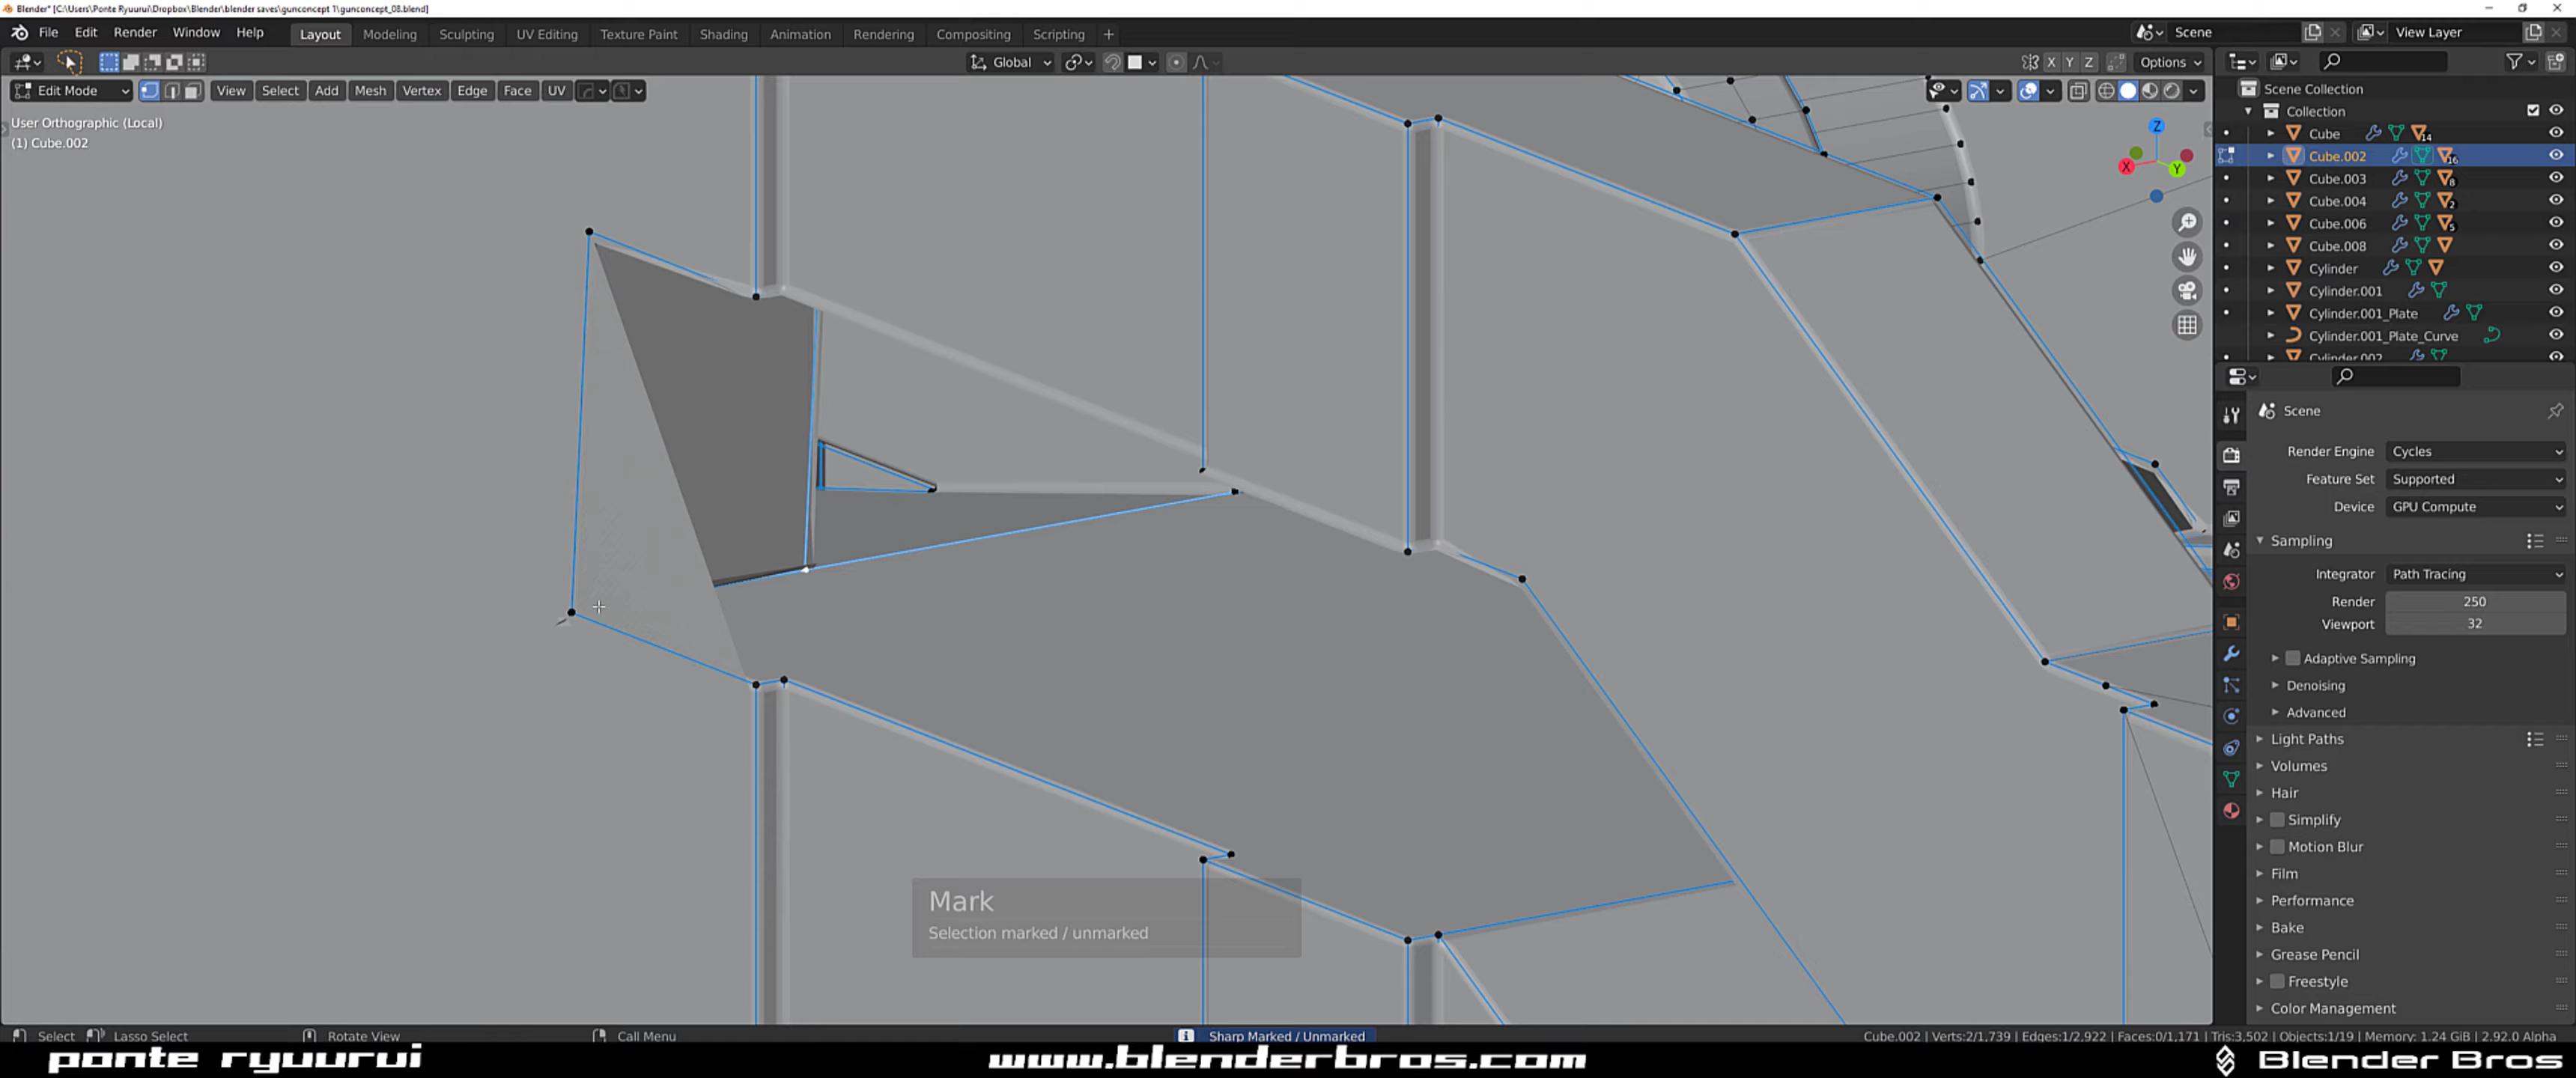 Blender* [C:\Users\Ponte Ryuurui\Dropbox\Blender\blender saves\gunconcept 1\gunconcept_08.blend]
File Edit Render Window Help Layout Modeling Sculpting UV Editing Texture Paint Shading Animation Rendering Compositing Scripting + Scene View Layer
Global X Y Z Options
Edit Mode View Select Add Mesh Vertex Edge Face UV
User Orthographic (Local)
(1) Cube.002
Z
X
Y
Mark
Selection marked / unmarked
Scene Collection
Collection
Cube 14
Cube.002 16
Cube.003 8
Cube.004 2
Cube.006 5
Cube.008
Cylinder
Cylinder.001
Cylinder.001_Plate
Cylinder.001_Plate_Curve
Cylinder.002
Scene
Render Engine Cycles
Feature Set Supported
Device GPU Compute
Sampling
Integrator Path Tracing
Render 250
Viewport 32
Adaptive Sampling
Denoising
Advanced
Light Paths
Volumes
Hair
Simplify
Motion Blur
Film
Performance
Bake
Grease Pencil
Freestyle
Color Management
Select Lasso Select Rotate View Call Menu Sharp Marked / Unmarked Cube.002 | Verts:2/1,739 | Edges:1/2,922 | Faces:0/1,171 | Tris:3,502 | Objects:1/19 | Memory: 1.24 GiB | 2.92.0 Alpha
ponte ryuurui www.blenderbros.com Blender Bros